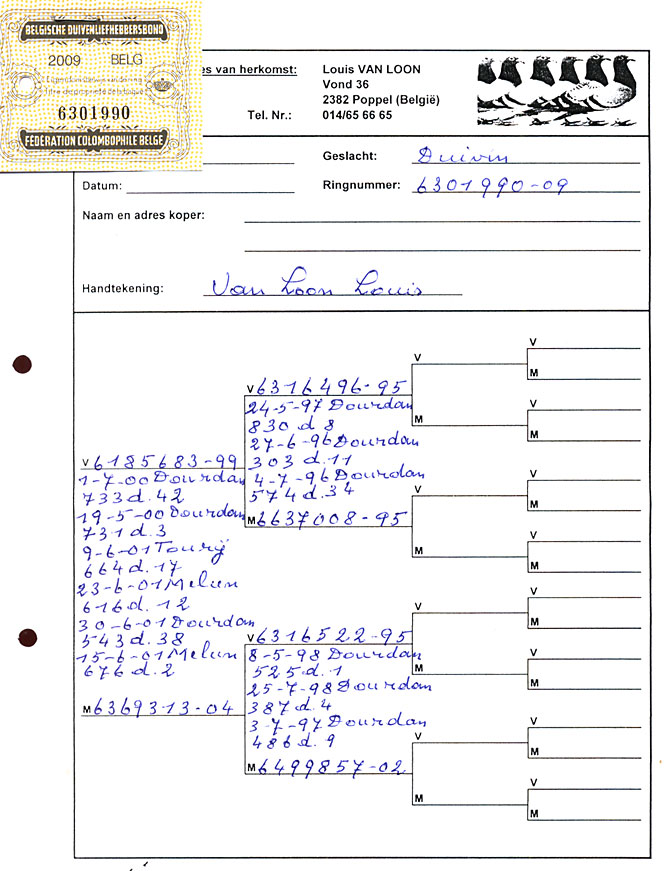 BELGISCHE DUIVENLIEFHEBBERSBOND
2009 BELG
6301990
FÉDÉRATION COLOMBOPHILE BELGE
es van herkomst: Louis VAN LOON
Vond 36
2382 Poppel (België)
Tel. Nr.: 014/65 66 65
Geslacht: Duivin
Datum: Ringnummer: 6301990-09
Naam en adres koper:
Handtekening: Van Loon Louis
V 6185683-99
1-7-00 Dourdan
733 d. 42
19-5-00 Dourdan
731 d. 3
9-6-01 Toury
664 d. 17
23-6-01 Melun
616 d. 12
30-6-01 Dourdan
543 d. 38
15-6-01 Melun
676 d. 2
M 6369313-04
V 6316496-95
24-5-97 Dourdan
830 d 8
27-6-96 Dourdan
303 d. 11
4-7-96 Dourdan
574 d. 34
M 6637008-95
V 6316522-95
8-5-98 Dourdan
525 d. 1
25-7-98 Dourdan
387 d. 4
3-7-97 Dourdan
486 d. 9
M 6499857-02
V
M
V
M
V
M
V
M
V
M
V
M
V
M
V
M
V
M
V
M
V
M
V
M